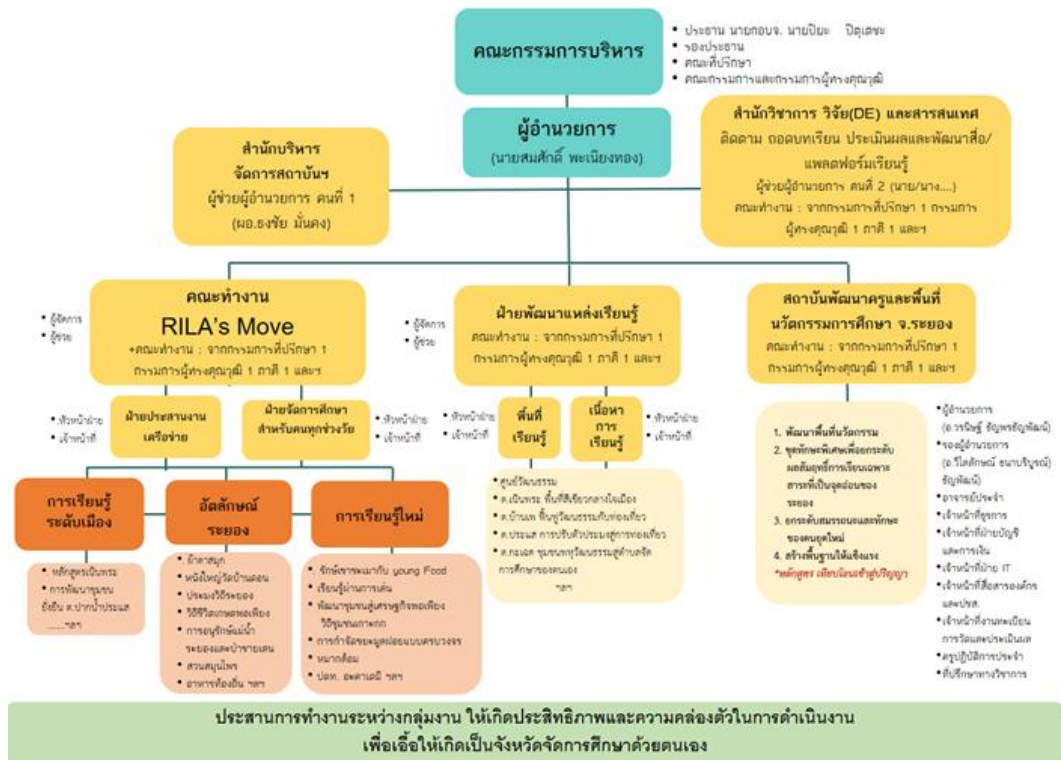 คณะกรรมการบริหาร
• ประธาน นายกอบจ. นายปิยะ ปิตุเตชะ
• รองประธาน
• คณะที่ปรึกษา
• คณะกรรมการและกรรมการผู้ทรงคุณวุฒิ
ผู้อำนวยการ
(นายสมศักดิ์ พะเนียงทอง)
สำนักบริหาร
จัดการสถาบันฯ
ผู้ช่วยผู้อำนวยการ คนที่ 1
(ผอ.ธงชัย มั่นคง)
สำนักวิชาการ วิจัย(DE) และสารสนเทศ
ติดตาม ถอดบทเรียน ประเมินผลและพัฒนาสื่อ/
แพลตฟอร์มเรียนรู้
ผู้ช่วยผู้อำนวยการ คนที่ 2 (นาย/นาง....)
คณะทำงาน : จากกรรมการที่ปรึกษา 1 กรรมการ
ผู้ทรงคุณวุฒิ 1 ภาคี 1 และฯ
• ผู้จัดการ
• ผู้ช่วย
คณะทำงาน
RILA's Move
+คณะทำงาน : จากกรรมการที่ปรึกษา 1
กรรมการผู้ทรงคุณวุฒิ 1 ภาคี 1 และฯ
• ผู้จัดการ
• ผู้ช่วย
ฝ่ายพัฒนาแหล่งเรียนรู้
คณะทำงาน : จากกรรมการที่ปรึกษา 1
กรรมการผู้ทรงคุณวุฒิ 1 ภาคี 1 และฯ
สถาบันพัฒนาครูและพื้นที่
นวัตกรรมการศึกษา จ.ระยอง
คณะทำงาน : จากกรรมการที่ปรึกษา 1
กรรมการผู้ทรงคุณวุฒิ 1 ภาคี 1 และฯ
• .หัวหน้าฝ่าย
• เจ้าหน้าที่
ฝ่ายประสานงาน
เครือข่าย
ฝ่ายจัดการศึกษา
สำหรับคนทุกช่วงวัย
• .หัวหน้าฝ่าย
• เจ้าหน้าที่
• .หัวหน้าฝ่าย
• เจ้าหน้าที่
พื้นที่
เรียนรู้
เนื้อหา
การ
เรียนรู้
• .หัวหน้าฝ่าย
• เจ้าหน้าที่
การเรียนรู้
ระดับเมือง
อัตลักษณ์
ระยอง
การเรียนรู้ใหม่
• .หลักสูตรเนินพระ
• การพัฒนาชุมชน
ยั่งยืน ต.ปากน้ำประแส
......ฯลฯ
• ผ้าตาสมุก
• หนังใหญ่วัดบ้านดอน
• ประมงวิถีระยอง
• วิถีชีวิตเกษตพอเพียง
• การอนุรักษ์แม่น้ำ
ระยองและป่าชายเลน
• สวนสมุนไพร
• อาหารท้องถิ่น ฯลฯ
• รักษ์เขาชะเมากับ young Food
• เรียนรู้ผ่านการเล่น
• พัฒนาชุมชนสู่เศรษฐกิจพอเพียง
วิถีชุมชนเกาะกก
• การกำจัดขยะมูลฝอยแบบครบวงจร
• หมากล้อม
• ปตท. อะคาเดมี ฯลฯ
• ศูนย์วัฒนธรรม
• ต.เนินพระ พื้นที่สีเขียวกลางใจเมือง
• ต.บ้านเพ ฟื้นฟูวัฒนธรรมกับท่องเที่ยว
• ต.ประแส การปรับตัวประมงสู่การท่องเที่ยว
• ต.กะเฉด ชุมชนพหุวัฒนธรรมสู่ตำบลจัด
การศึกษาของตนเอง
ฯลฯ
1. พัฒนาพื้นที่นวัตกรรม
2. ชุดทักษะพิเศษเพื่อยกระดับ
ผลสัมฤทธิ์การเรียนเฉพาะ
สาระที่เป็นจุดอ่อนของ
ระยอง
3. ยกระดับสมรรถนะและทักษะ
ของคนยุคใหม่
4. สร้างพื้นฐานให้แข็งแรง
*หลักสูตร เทียบโอนเข้าสู่ปริญญา
• ผู้อำนวยการ
(อ.วรนิษฐ์ ธัญพรธัญพัฒน์)
• รองผู้อำนวยการ
(อ.วิไลลักษณ์ ธนาบริบูรณ์)
ธัญพัฒน์)
• อาจารย์ประจำ
• เจ้าหน้าที่ธุรการ
• เจ้าหน้าที่ฝ่ายบัญชี
และการเงิน
• เจ้าหน้าที่ฝ่าย IT
• เจ้าหน้าที่สื่อสารองค์กร
และปชส.
• เจ้าหน้าที่งานทะเบียน
การวัดและประเมินผล
• ครูปฏิบัติการประจำ
• ที่ปรึกษาทางวิชาการ
ประสานการทำงานระหว่างกลุ่มงาน ให้เกิดประสิทธิภาพและความคล่องตัวในการดำเนินงาน
เพื่อเอื้อให้เกิดเป็นจังหวัดจัดการศึกษาด้วยตนเอง